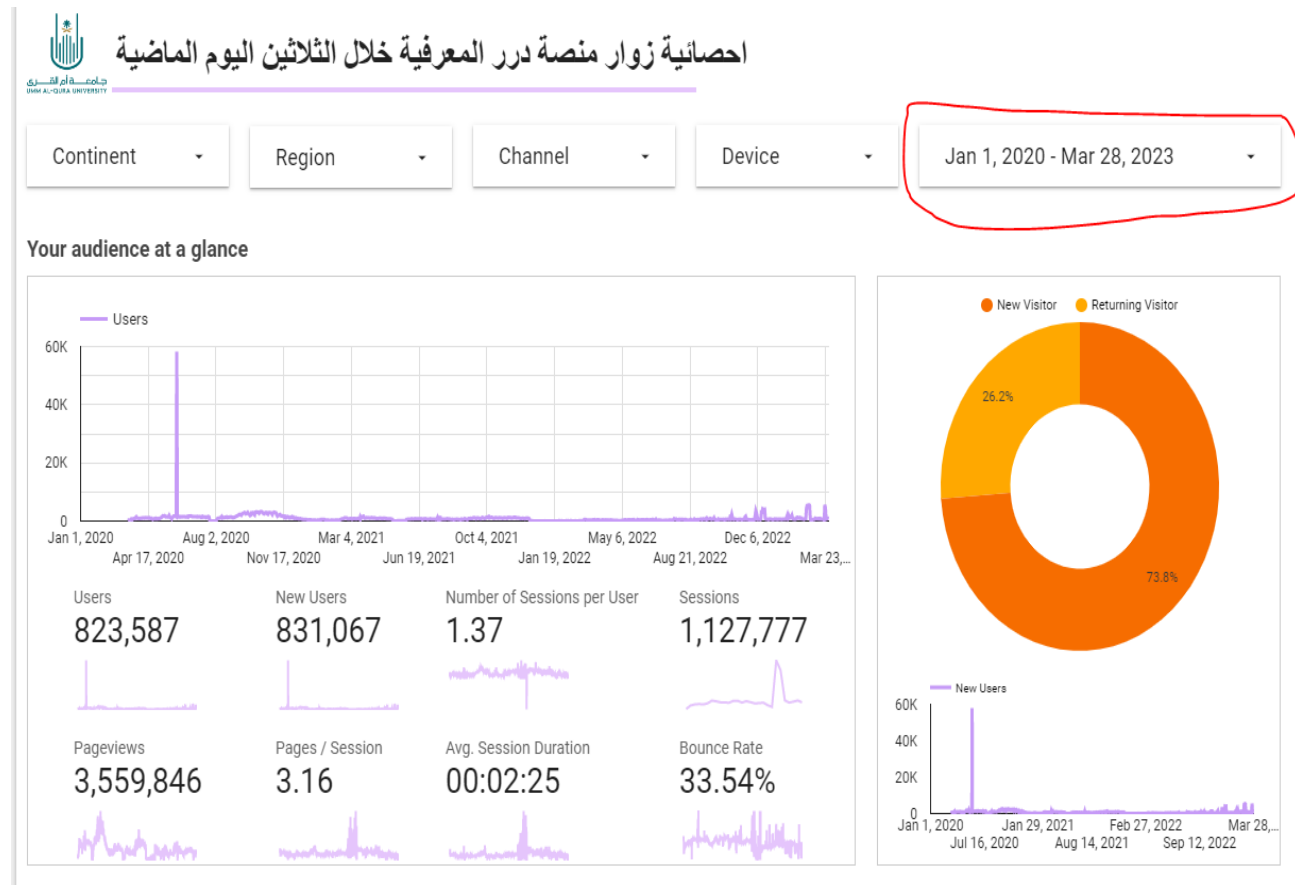 احصائية زوار منصة درر المعرفية خلال الثلاثين اليوم الماضية
جامعة أم القرى
UMM AL-QURA UNIVERSITY
Continent
Region
Channel
Device
Jan 1, 2020 - Mar 28, 2023
Your audience at a glance
Users
60K
40K
20K
0
Jan 1, 2020
Apr 17, 2020
Aug 2, 2020
Nov 17, 2020
Mar 4, 2021
Jun 19, 2021
Oct 4, 2021
Jan 19, 2022
May 6, 2022
Aug 21, 2022
Dec 6, 2022
Mar 23,...
Users
823,587
New Users
831,067
Number of Sessions per User
1.37
Sessions
1,127,777
Pageviews
3,559,846
Pages / Session
3.16
Avg. Session Duration
00:02:25
Bounce Rate
33.54%
New Visitor
Returning Visitor
26.2%
73.8%
New Users
60K
40K
20K
0
Jan 1, 2020
Jul 16, 2020
Jan 29, 2021
Aug 14, 2021
Feb 27, 2022
Sep 12, 2022
Mar 28,...